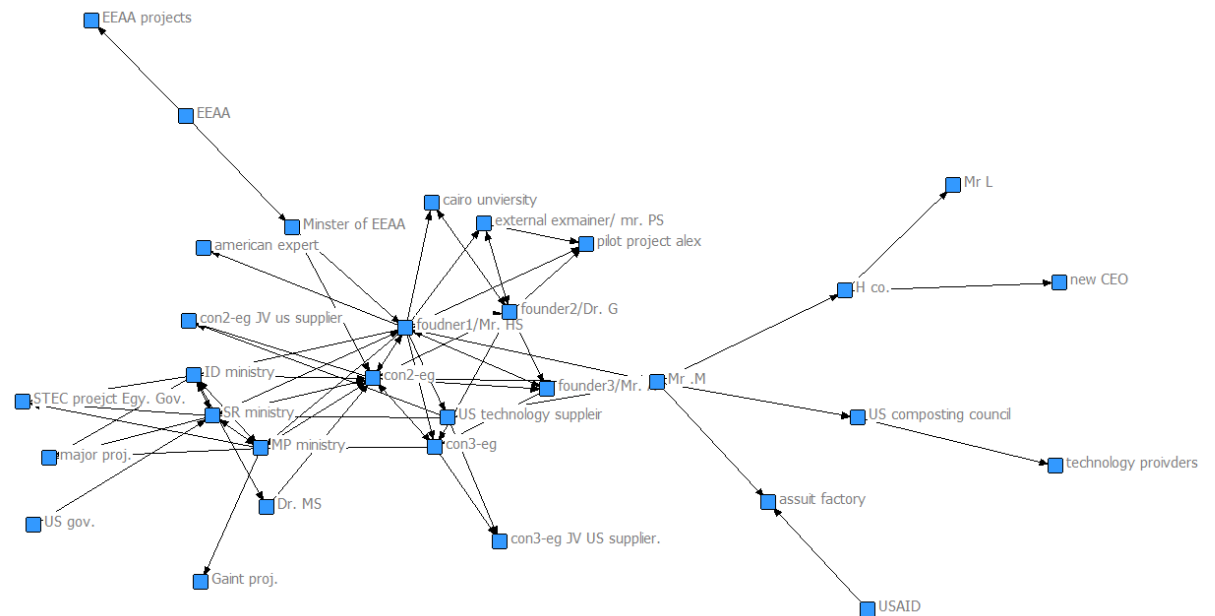 EEAA projects
EEAA
Mr L
cairo unviersity
external exmainer/ mr. PS
Minster of EEAA
american expert
pilot project alex
new CEO
H co.
founder2/Dr. G
con2-eg JV us supplier
foudner1/Mr. HS
ID ministry
con2-eg
founder3/Mr.
Mr .M
STEC proejct Egy. Gov.
SR ministry
US technology suppleir
US composting council
MP ministry
con3-eg
major proj.
technology proivders
assuit factory
Dr. MS
US gov.
con3-eg JV US supplier.
Gaint proj.
USAID